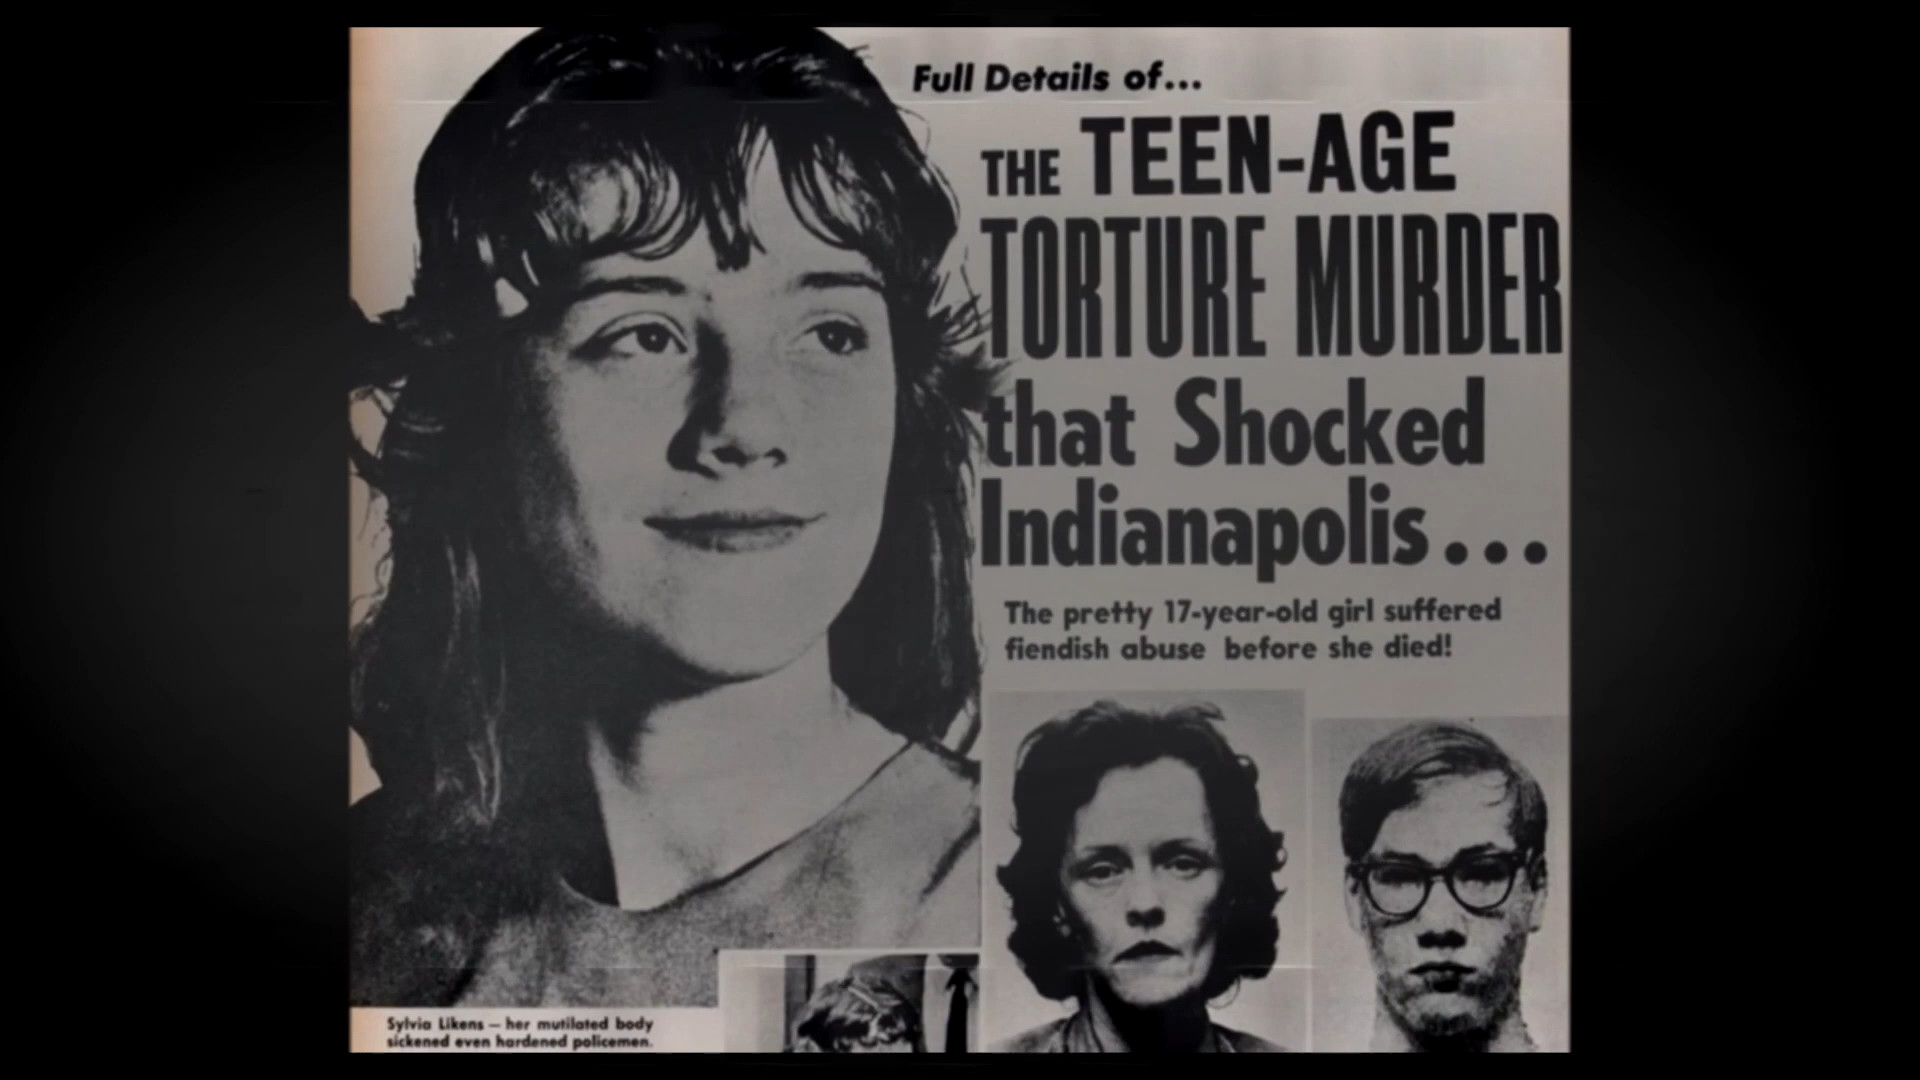 Full Details of...
THE TEEN-AGE
TORTURE MURDER
that Shocked
Indianapolis...
The pretty 17-year-old girl suffered
fiendish abuse before she died!
Sylvia Likens — her mutilated body
sickened even hardened policemen.